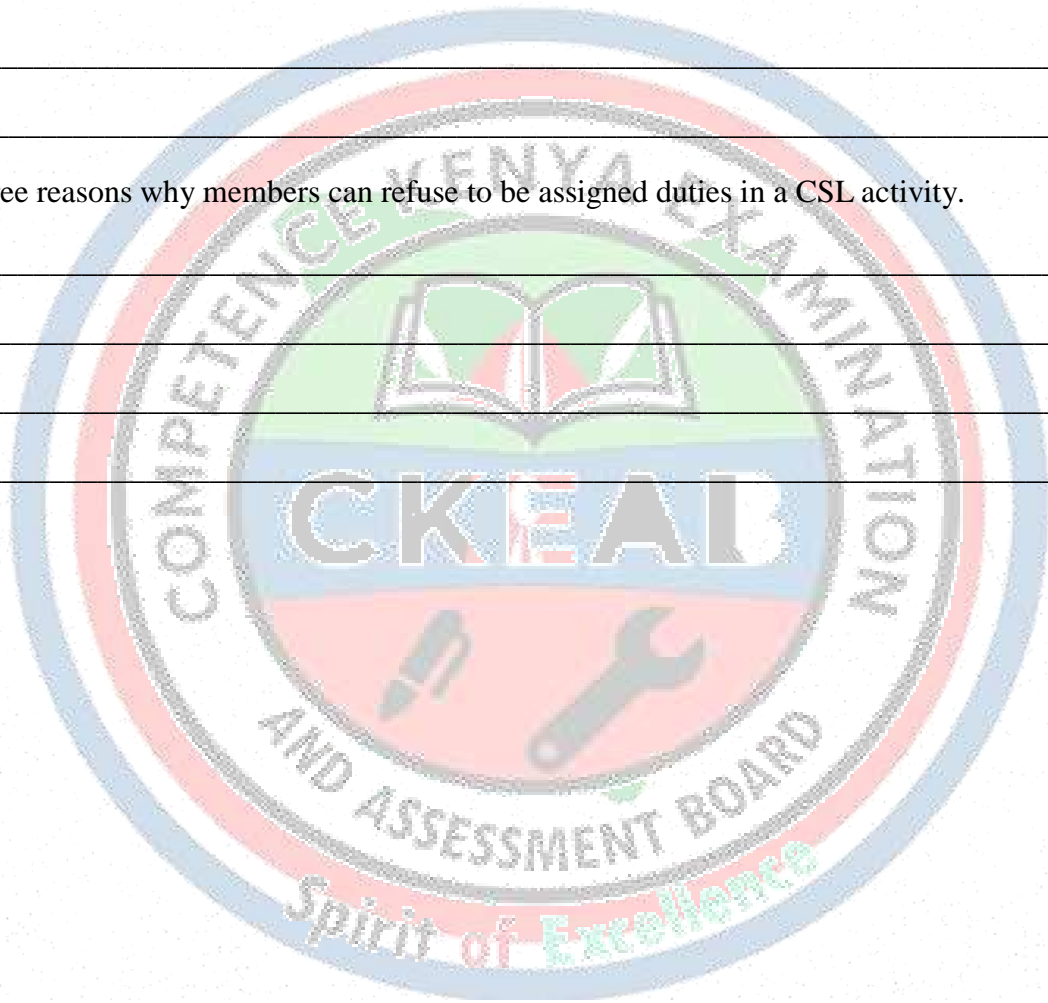 ee reasons why members can refuse to be assigned duties in a CSL activity.
COMPETENCE KENYA EXAMINATION
CKEAB
AND ASSESSMENT BOARD
Spirit of Excellence